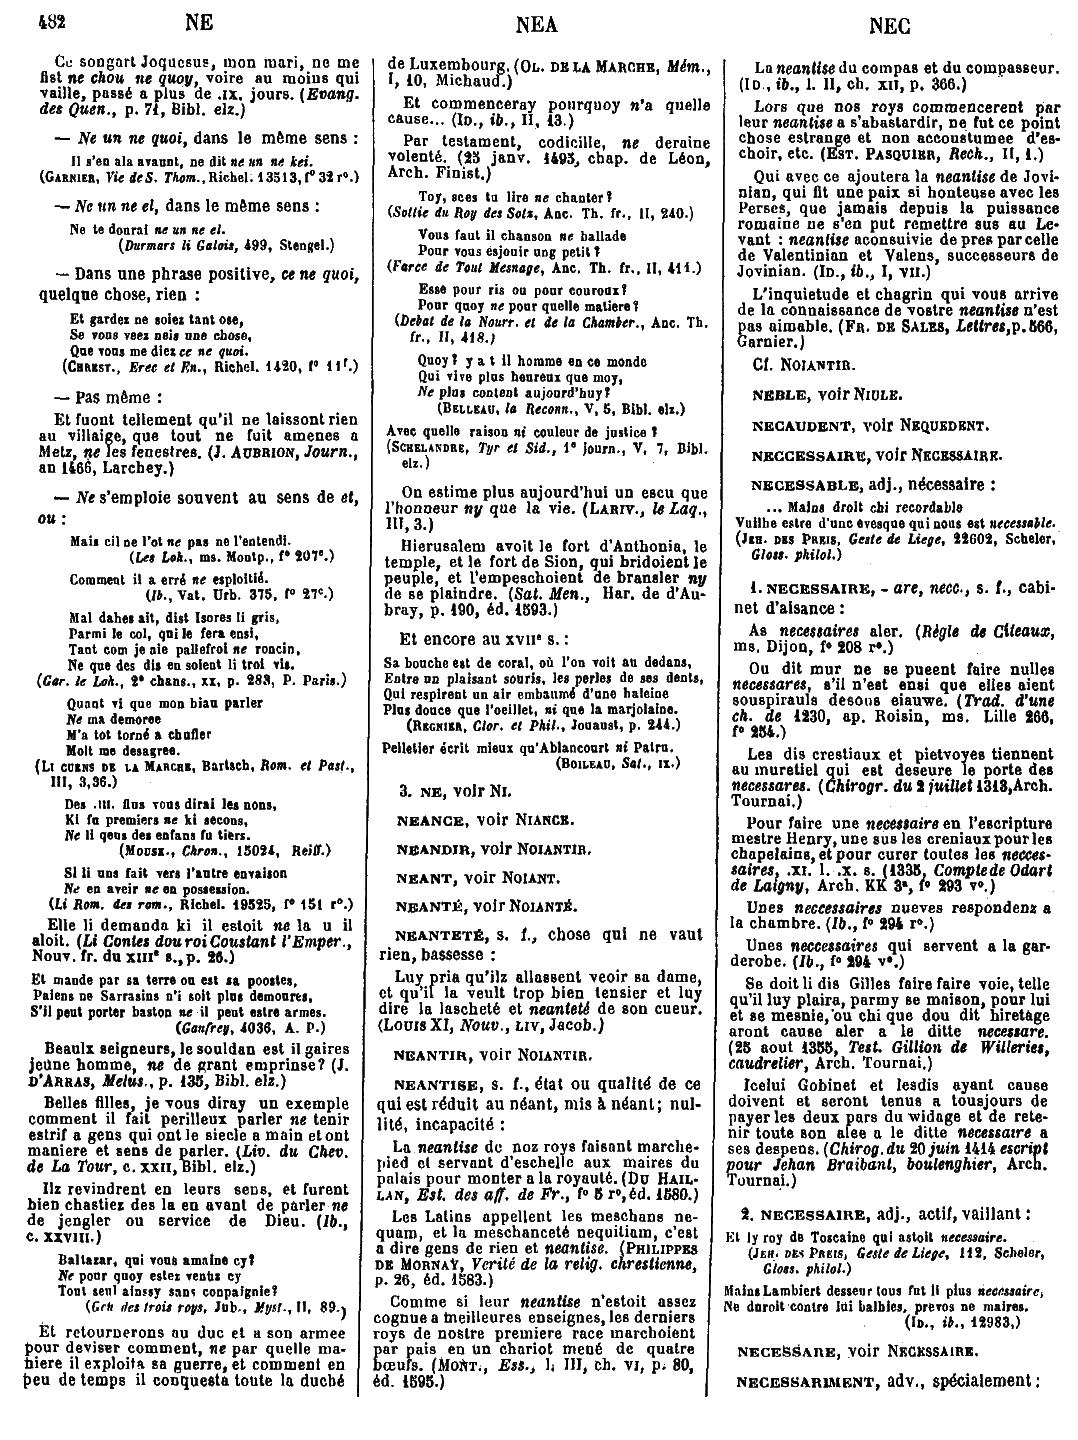 482 NE NEA NEC
Ce songart Joquesus, mon mari, ne me
fist ne chou ne quoy, voire au moins qui
vaille, passé a plus de .IX. jours. (Evang.
des Quen., p. 71, Bibl. elz.)
— Ne un ne quoi, dans le même sens :
Il s'en ala avaunt, ne dit ne un ne kei.
(GARNIER, Vie de S. Thom., Richel. 13513, f° 32 r°.)
— Ne un ne el, dans le même sens :
Ne te donrai ne un ne el.
(Durmars li Galois, 499, Stengel.)
— Dans une phrase positive, ce ne quoi,
quelque chose, rien :
Et gardez ne soiez tant ose,
Se vous veez neis une chose,
Que vous me diez ce ne quoi.
(CHREST., Erec et En., Richel. 1420, f° 11f.)
— Pas même :
Et fuont tellement qu'il ne laissont rien
au villaige, que tout ne fuit amenes a
Metz, ne les fenestres. (J. AUBRION, Journ.,
an 1466, Larchey.)
— Ne s'emploie souvent au sens de et,
ou :
Mais cil ne l'ot ne pas ne l'entendi.
(Les Loh., ms. Montp., f° 207c.)
Comment il a erré ne esploitié.
(Ib., Vat. Urb. 375, f° 27c.)
Mal dahes ait, dist Isores li gris,
Parmi le col, qui le fera ensi,
Tant com je aie pallefroi ne roncin,
Ne que des dis en soient li troi vis.
(Gar. le Loh., 2e chans., XX, p. 283, P. Paris.)
Quant vi que mon biau parler
Ne ma demoree
M'a tot torné a chufler
Molt me desagree.
(LI CUENS DE LA MARCHE, Bartsch, Rom. et Past.,
III, 3,36.)
Des .III. fius vous dirai les nons,
Ki fu premiers ne ki secons,
Ne li qeus des enfans fu tiers.
(MOUSK., Chron., 15024, Reiff.)
Si li uns fait vers l'autre envaison
Ne en aveir ne en possession.
(Li Rom. des rom., Richel. 19525, f° 151 r°.)
Elle li demanda ki il estoit ne la u il
aloit. (Li Contes dou roi Coustant l'Emper.,
Nouv. fr. du XIIIe s., p. 26.)
Et mande par sa terre ou est sa poostes,
Paiens ne Sarrasins n'i soit plus demoures,
S'il peut porter baston ne il peut estre armes.
(Gaufrey, 4036, A. P.)
Beaulx seigneurs, le souldan est il gaires
jeûne homme, ne de grant emprinse? (J.
D'ARRAS, Melus., p. 135, Bibl. elz.)
Belles filles, je vous diray un exemple
comment il fait perilleux parler ne tenir
estrif a gens qui ont le siecle a main et ont
maniere et sens de parler. (Liv. du Chev.
de La Tour, c. XXII, Bibl. elz.)
Ilz revindrent en leurs sens, et furent
bien chastiez des la en avant de parler ne
de jengler ou service de Dieu. (Ib.,
c. XXVIII.)
Baltazar, qui vous amaine cy?
Ne pour quoy estez venuz cy
Tout seul ainssy sans conpaignie?
(Geu des trois roys, Jub., Myst., II, 89.)
Et retournerons au duc et a son armee
pour deviser comment, ne par quelle ma-
niere il exploita sa guerre, et comment en
peu de temps il conquesta toute la duché
de Luxembourg. (OL. DE LA MARCHE, Mém.,
I, 10, Michaud.)
Et commenceray pourquoy n'a quelle
cause... (ID., ib., II, 13.)
Par testament, codicille, ne deraine
volenté. (25 janv. 1495, chap. de Léon,
Arch. Finist.)
Toy, sces tu lire ne chanter?
(Sottie du Roy des Sotz, Anc. Th. fr., II, 240.)
Vous faut il chanson ne ballade
Pour vous esjouir ung petit?
(Farce de Tout Mesnage, Anc. Th. fr., II, 411.)
Esse pour ris ou pour couroux?
Pour quoy ne pour quelle matiere?
(Debat de la Nourr. et de la Chamber., Anc. Th.
fr., II, 418.)
Quoy? y a t il homme en ce monde
Qui vive plus heureux que moy,
Ne plus content aujourd'huy?
(BELLEAU, la Reconn., V, 5, Bibl. elz.)
Avec quelle raison ni couleur de justice?
(SCHELANDRE, Tyr et Sid., 1e journ., V, 7, Bibl.
elz.)
On estime plus aujourd'hui un escu que
l'honneur ny que la vie. (LARIV., le Laq.,
III, 3.)
Hierusalem avoit le fort d'Anthonia, le
temple, et le fort de Sion, qui bridoient le
peuple, et l'empeschoient de bransler ny
de se plaindre. (Sat. Men., Har. de d'Au-
bray, p. 190, éd. 1593.)
Et encore au XVIIe s. :
Sa bouche est de coral, où l'on voit au dedans,
Entre un plaisant souris, les perles de ses dents,
Qui respirent un air embaumé d'une haleine
Plus douce que l'oeillet, ni que la marjolaine.
(REGNIER, Clor. et Phil., Jouaust, p. 244.)
Pelletier écrit mieux qu'Ablancourt ni Patru.
(BOILEAU, Sat., IX.)
3. NE, voir NI.
NEANCE, voir NIANCE.
NEANDIR, voir NOIANTIR.
NEANT, voir NOIANT.
NEANTÉ, voir NOIANTÉ.
NEANTETÉ, s. f., chose qui ne vaut
rien, bassesse :
Luy pria qu'ilz allassent veoir sa dame,
et qu'il la veult trop bien tensier et luy
dire la lascheté et neanteté de son cueur.
(LOUIS XI, Nouv., LIV, Jacob.)
NEANTIR, voir NOIANTIR.
NEANTISE, s. f., état ou qualité de ce
qui est réduit au néant, mis à néant; nul-
lité, incapacité :
La neantise de noz roys faisant marche-
pied et servant d'eschelle aux maires du
palais pour monter a la royauté. (DU HAIL-
LAN, Est. des aff. de Fr., f° 5 r°, éd. 1580.)
Les Latins appellent les meschans ne-
quam, et la meschanceté nequitiam, c'est
a dire gens de rien et neantise. (PHILIPPES
DE MORNAY, Verité de la relig. chrestienne,
p. 26, éd. 1583.)
Comme si leur neantise n'estoit assez
cognue a meilleures enseignes, les derniers
roys de nostre premiere race marchoient
par païs en un chariot mené de quatre
bœufs. (MONT., Ess., l. III, ch. VI, p. 80,
éd. 1595.)
La neantise du compas et du compasseur.
(ID., ib., l. II, ch. XII, p. 366.)
Lors que nos roys commencerent par
leur neantise a s'abastardir, ne fut ce point
chose estrange et non accoustumee d'es-
choir, etc. (EST. PASQUIER, Rech., II, 1.)
Qui avec ce ajoutera la neantise de Jovi-
nian, qui fit une paix si honteuse avec les
Perses, que jamais depuis la puissance
romaine ne s'en put remettre sus au Le-
vant : neantise aconsuivie de pres par celle
de Valentinian et Valens, successeurs de
Jovinian. (ID., ib., I, VII.)
L'inquietude et chagrin qui vous arrive
de la connaissance de vostre neantise n'est
pas aimable. (FR. DE SALES, Lettres, p. 566,
Garnier.)
Cf. NOIANTIR.
NEBLE, voir NIULE.
NECAUDENT, voir NEQUEDENT.
NECCESSAIRE, voir NECESSAIRE.
NECESSABLE, adj., nécessaire :
... Mains droit chi recordable
Vuilhe estre d'unc evesque qui nous est necessable.
(JEH. DES PREIS, Geste de Liege, 22602, Scheler,
Gloss. philol.)
1. NECESSAIRE, - are, necc., s. f., cabi-
net d'aisance :
As necessaires aler. (Règle de Citeaux,
ms. Dijon, f° 208 r°.)
Ou dit mur ne se pueent faire nulles
necessares, s'il n'est ensi que elles aient
souspirauls desous eiauwe. (Trad. d'une
ch. de 1230, ap. Roisin, ms. Lille 266,
f° 254.)
Les dis crestiaux et pietvoyes tiennent
au muretiel qui est deseure le porte des
necessares. (Chirogr. du 2 juillet 1313, Arch.
Tournai.)
Pour faire une necessaire en l'escripture
mestre Henry, une sus les creniaux pour les
chapelains, et pour curer toutes les necces-
saires, .XI. l. .X. s. (1335, Compte de Odart
de Laigny, Arch. KK 3a, f° 293 v°.)
Unes neccessaires nueves respondenz a
la chambre. (Ib., f° 294 r°.)
Unes neccessaires qui servent a la gar-
derobe. (Ib., f° 294 v°.)
Se doit li dis Gilles faire faire voie, telle
qu'il luy plaira, parmy se maison, pour lui
et se mesnie, ou chi que dou dit hiretage
aront cause aler a le ditte necessare.
(25 aout 1355, Test. Gillion de Willeries,
caudrelier, Arch. Tournai.)
Icelui Gobinet et lesdis ayant cause
doivent et seront tenus a tousjours de
payer les deux pars du widage et de rete-
nir toute son alee a le ditte necessaire a
ses despens. (Chirog. du 20 juin 1414 escript
pour Jehan Braibant, boulenghier, Arch.
Tournai.)
2. NECESSAIRE, adj., actif, vaillant :
Et ly roy de Toscaine qui astoit necessaire.
(JEH. DES PREIS, Geste de Liege, 112, Scheler,
Gloss. philol.)
Mains Lambiert desseur tous fut li plus necessaire,
Ne duroit contre lui balhies, prevos ne maires.
(ID., ib., 12983,)
NECESSARE, voir NECESSAIRE.
NECESSARIMENT, adv., spécialement :